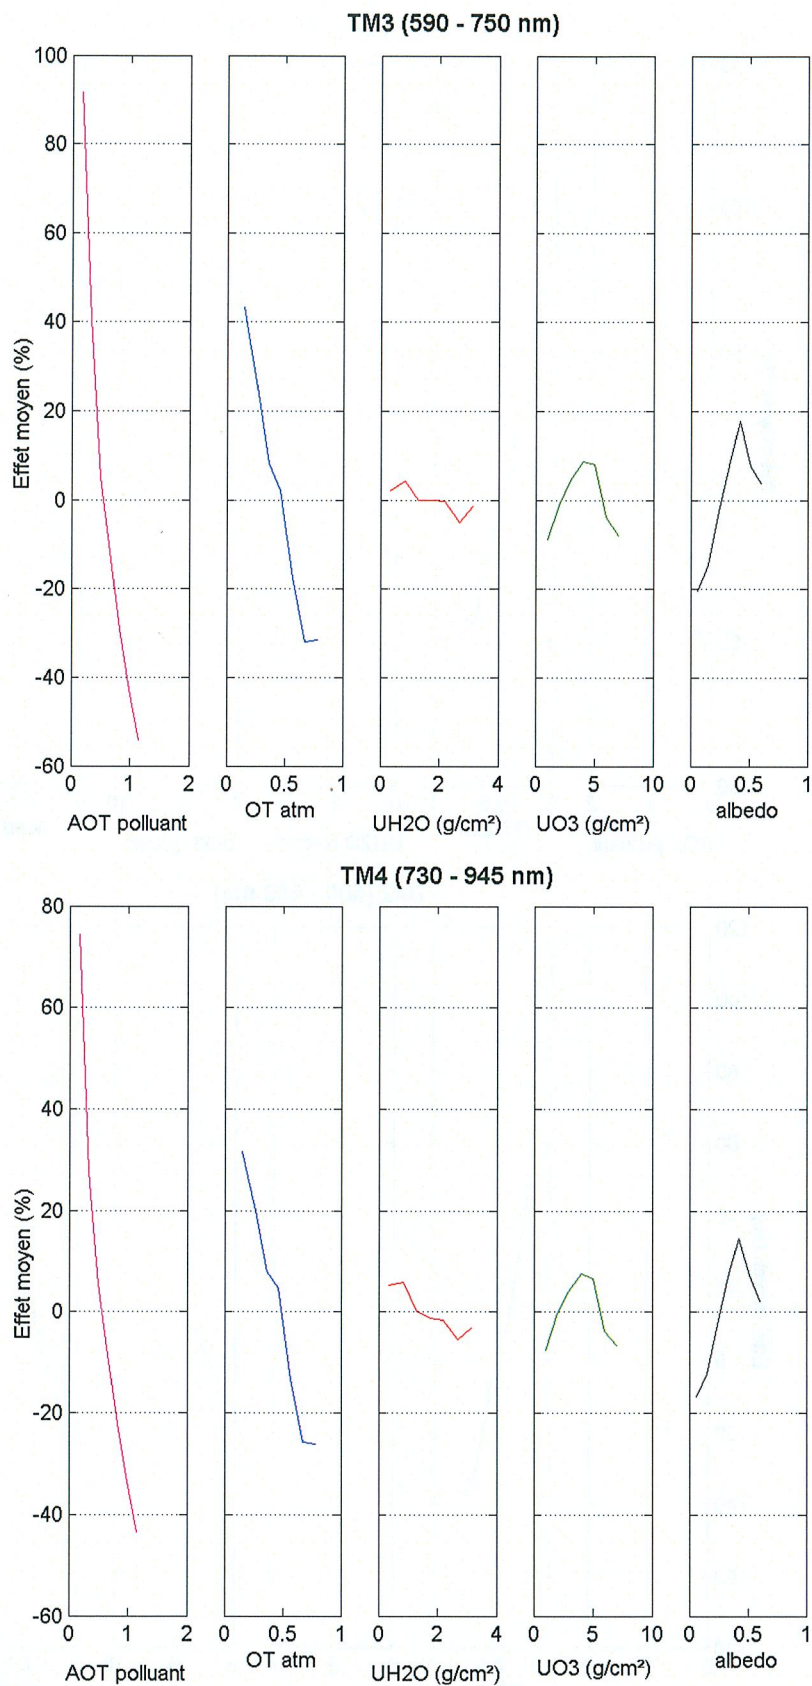 TM3 (590 - 750 nm)
Effet moyen (%)
100
80
60
40
20
0
-20
-40
-60
0 1 2
0 0.5 1
0 2 4
0 5 10
0 0.5 1
AOT polluant
OT atm
UH2O (g/cm²)
UO3 (g/cm²)
albedo
TM4 (730 - 945 nm)
Effet moyen (%)
80
60
40
20
0
-20
-40
-60
0 1 2
0 0.5 1
0 2 4
0 5 10
0 0.5 1
AOT polluant
OT atm
UH2O (g/cm²)
UO3 (g/cm²)
albedo